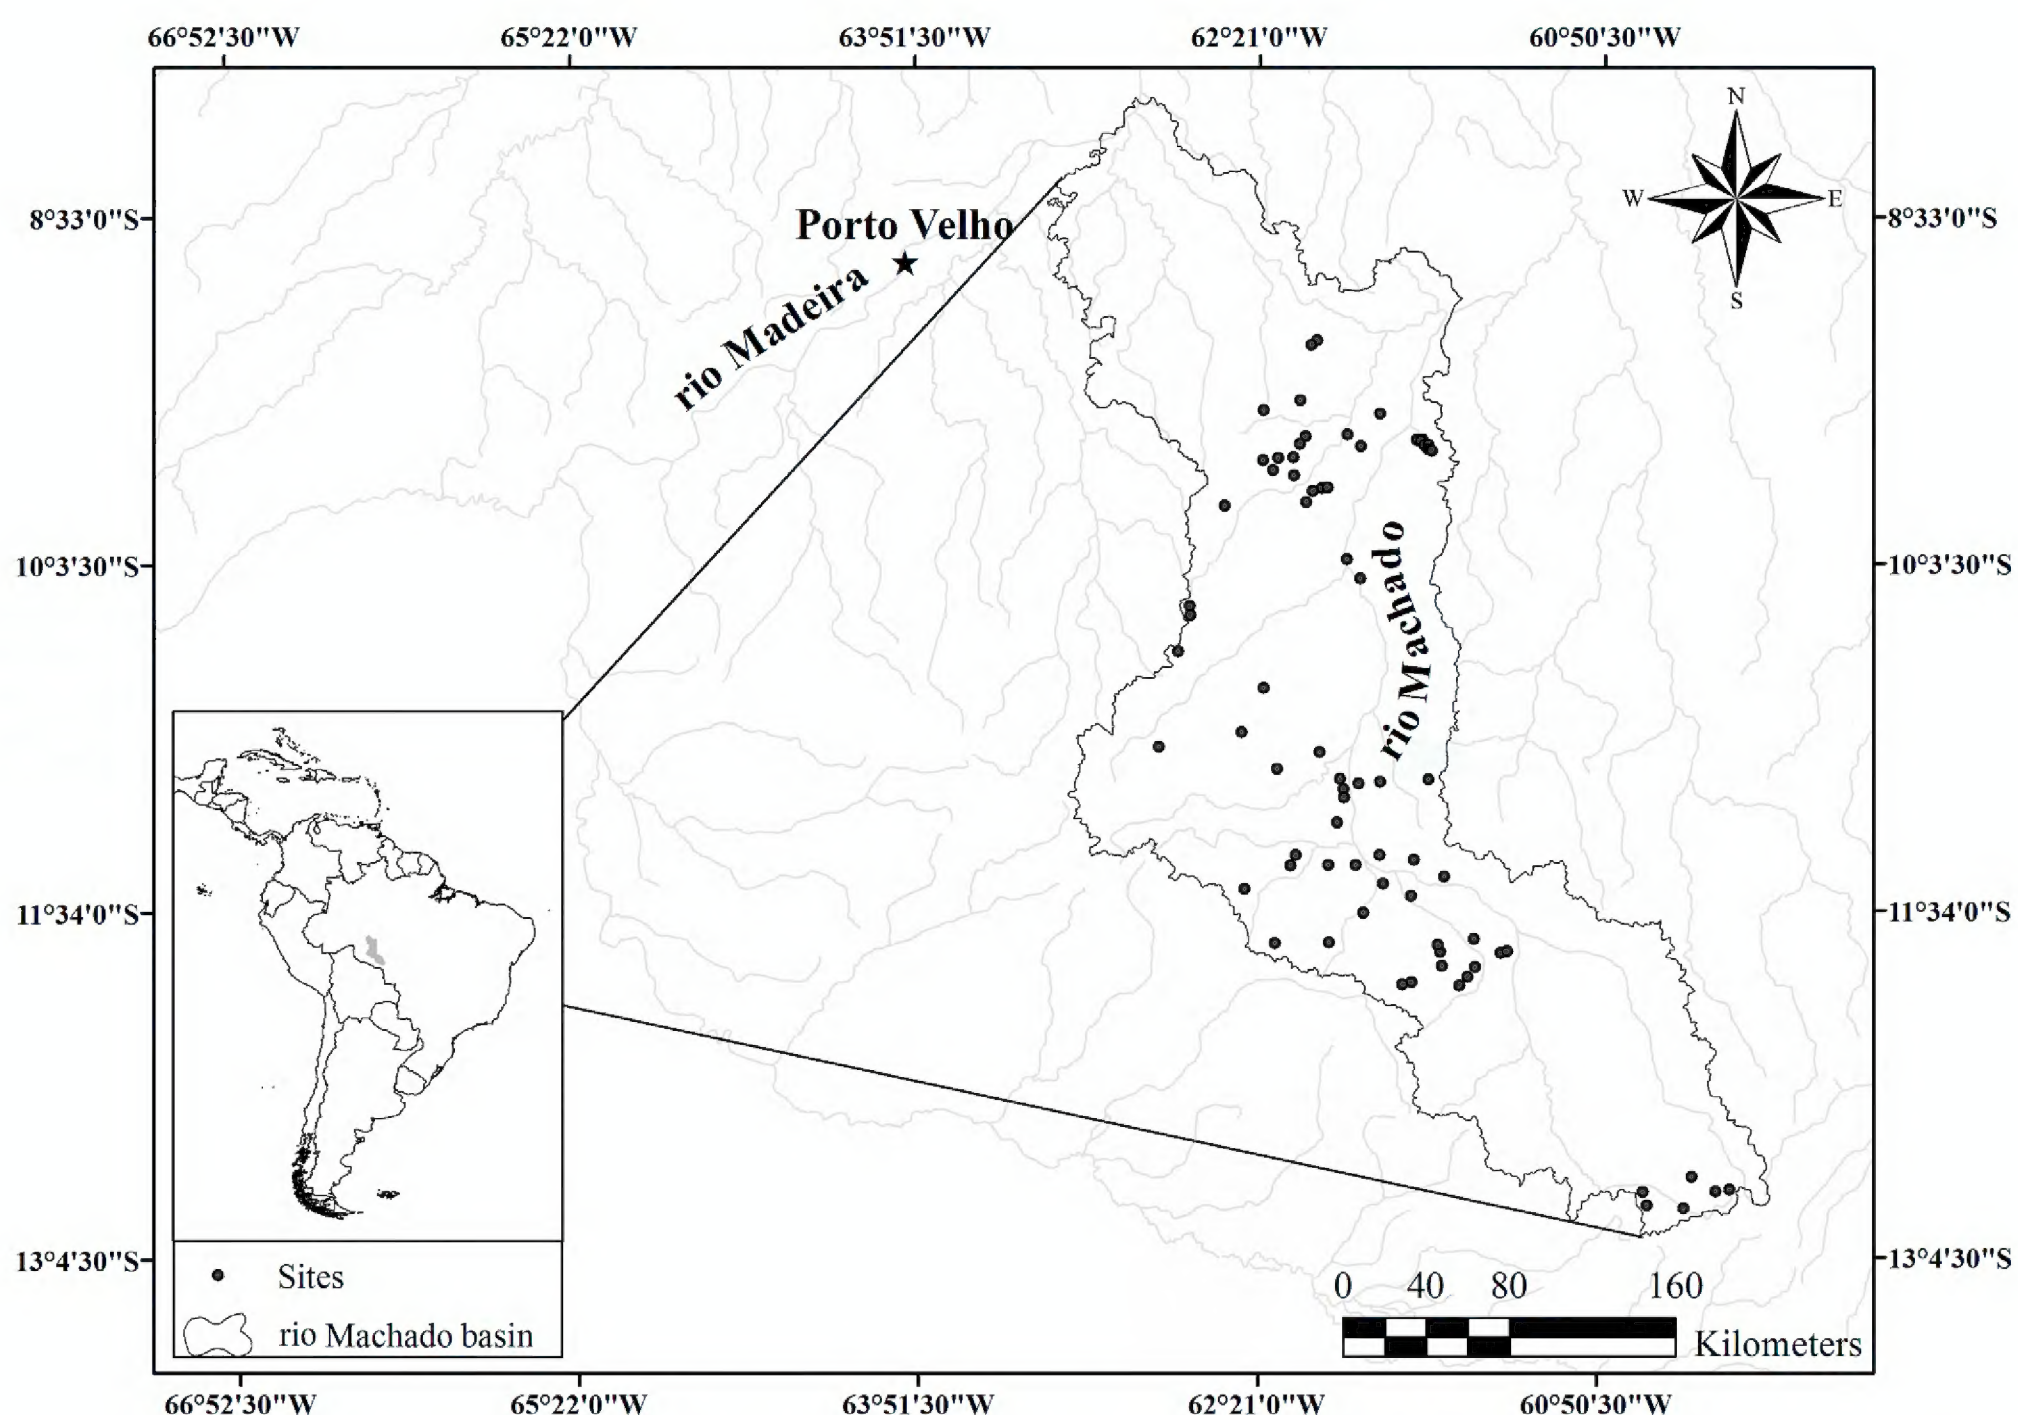 66°52'30"W 65°22'0"W 63°51'30"W 62°21'0"W 60°50'30"W
N
W E
S
8°33'0"S 8°33'0"S
Porto Velho
rio Madeira
10°3'30"S 10°3'30"S
rio Machado
11°34'0"S 11°34'0"S
13°4'30"S 13°4'30"S
Sites
rio Machado basin
0 40 80 160
Kilometers
66°52'30"W 65°22'0"W 63°51'30"W 62°21'0"W 60°50'30"W